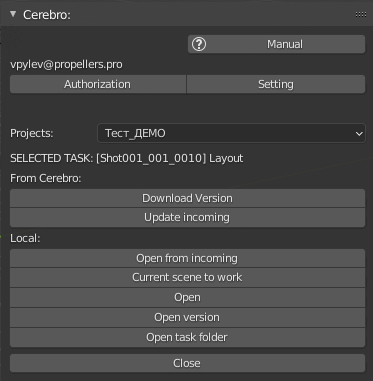 Cerebro:
Manual
vpylev@propellers.pro
Authorization Setting
Projects: Тест_ДЕМО
SELECTED TASK: [Shot001_001_0010] Layout
From Cerebro:
Download Version
Update incoming
Local:
Open from incoming
Current scene to work
Open
Open version
Open task folder
Close